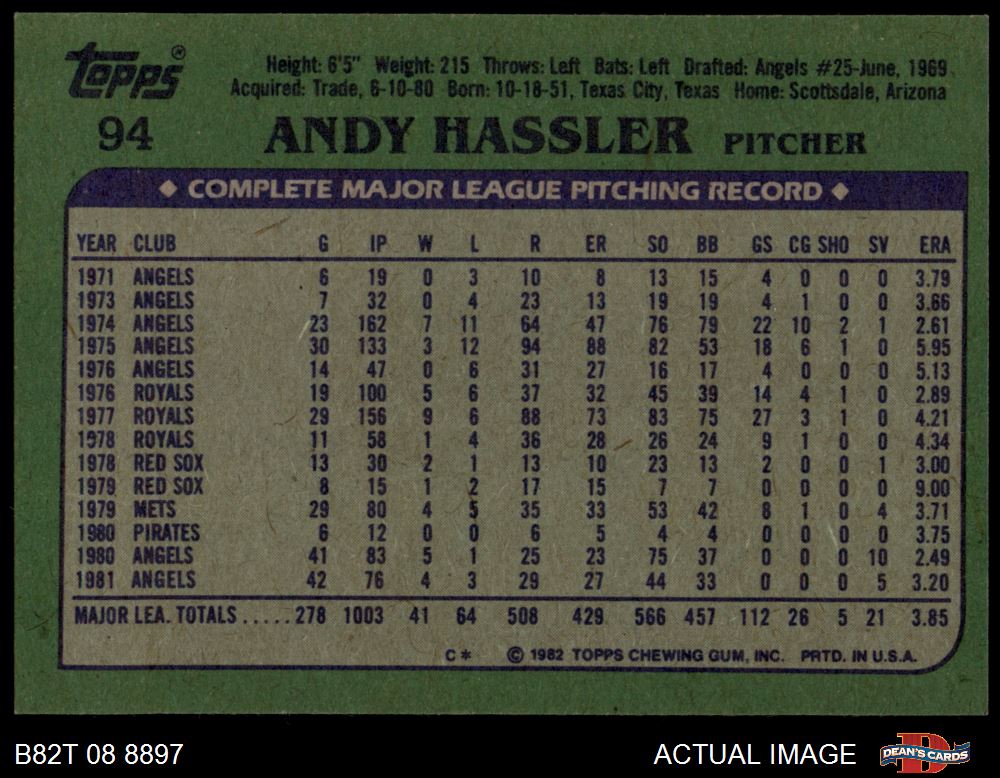 Topps®
Height: 6'5" Weight: 215 Throws: Left Bats: Left Drafted: Angels #25-June, 1969
Acquired: Trade, 6-10-80 Born: 10-18-51, Texas City, Texas Home: Scottsdale, Arizona
94 ANDY HASSLER PITCHER
◆ COMPLETE MAJOR LEAGUE PITCHING RECORD ◆
YEAR CLUB G IP W L R ER SO BB GS CG SHO SV ERA
1971 ANGELS 6 19 0 3 10 8 13 15 4 0 0 0 3.79
1973 ANGELS 7 32 0 4 23 13 19 19 4 1 0 0 3.66
1974 ANGELS 23 162 7 11 64 47 76 79 22 10 2 1 2.61
1975 ANGELS 30 133 3 12 94 88 82 53 18 6 1 0 5.95
1976 ANGELS 14 47 0 6 31 27 16 17 4 0 0 0 5.13
1976 ROYALS 19 100 5 6 37 32 45 39 14 4 1 0 2.89
1977 ROYALS 29 156 9 6 88 73 83 75 27 3 1 0 4.21
1978 ROYALS 11 58 1 4 36 28 26 24 9 1 0 0 4.34
1978 RED SOX 13 30 2 1 13 10 23 13 2 0 0 1 3.00
1979 RED SOX 8 15 1 2 17 15 7 7 0 0 0 0 9.00
1979 METS 29 80 4 5 35 33 53 42 8 1 0 4 3.71
1980 PIRATES 6 12 0 0 6 5 4 4 0 0 0 0 3.75
1980 ANGELS 41 83 5 1 25 23 75 37 0 0 0 10 2.49
1981 ANGELS 42 76 4 3 29 27 44 33 0 0 0 5 3.20
MAJOR LEA. TOTALS.....278 1003 41 64 508 429 566 457 112 26 5 21 3.85
C* © 1982 TOPPS CHEWING GUM, INC. PRTD. IN U.S.A.
B82T 08 8897 ACTUAL IMAGE DEAN'S CARDS